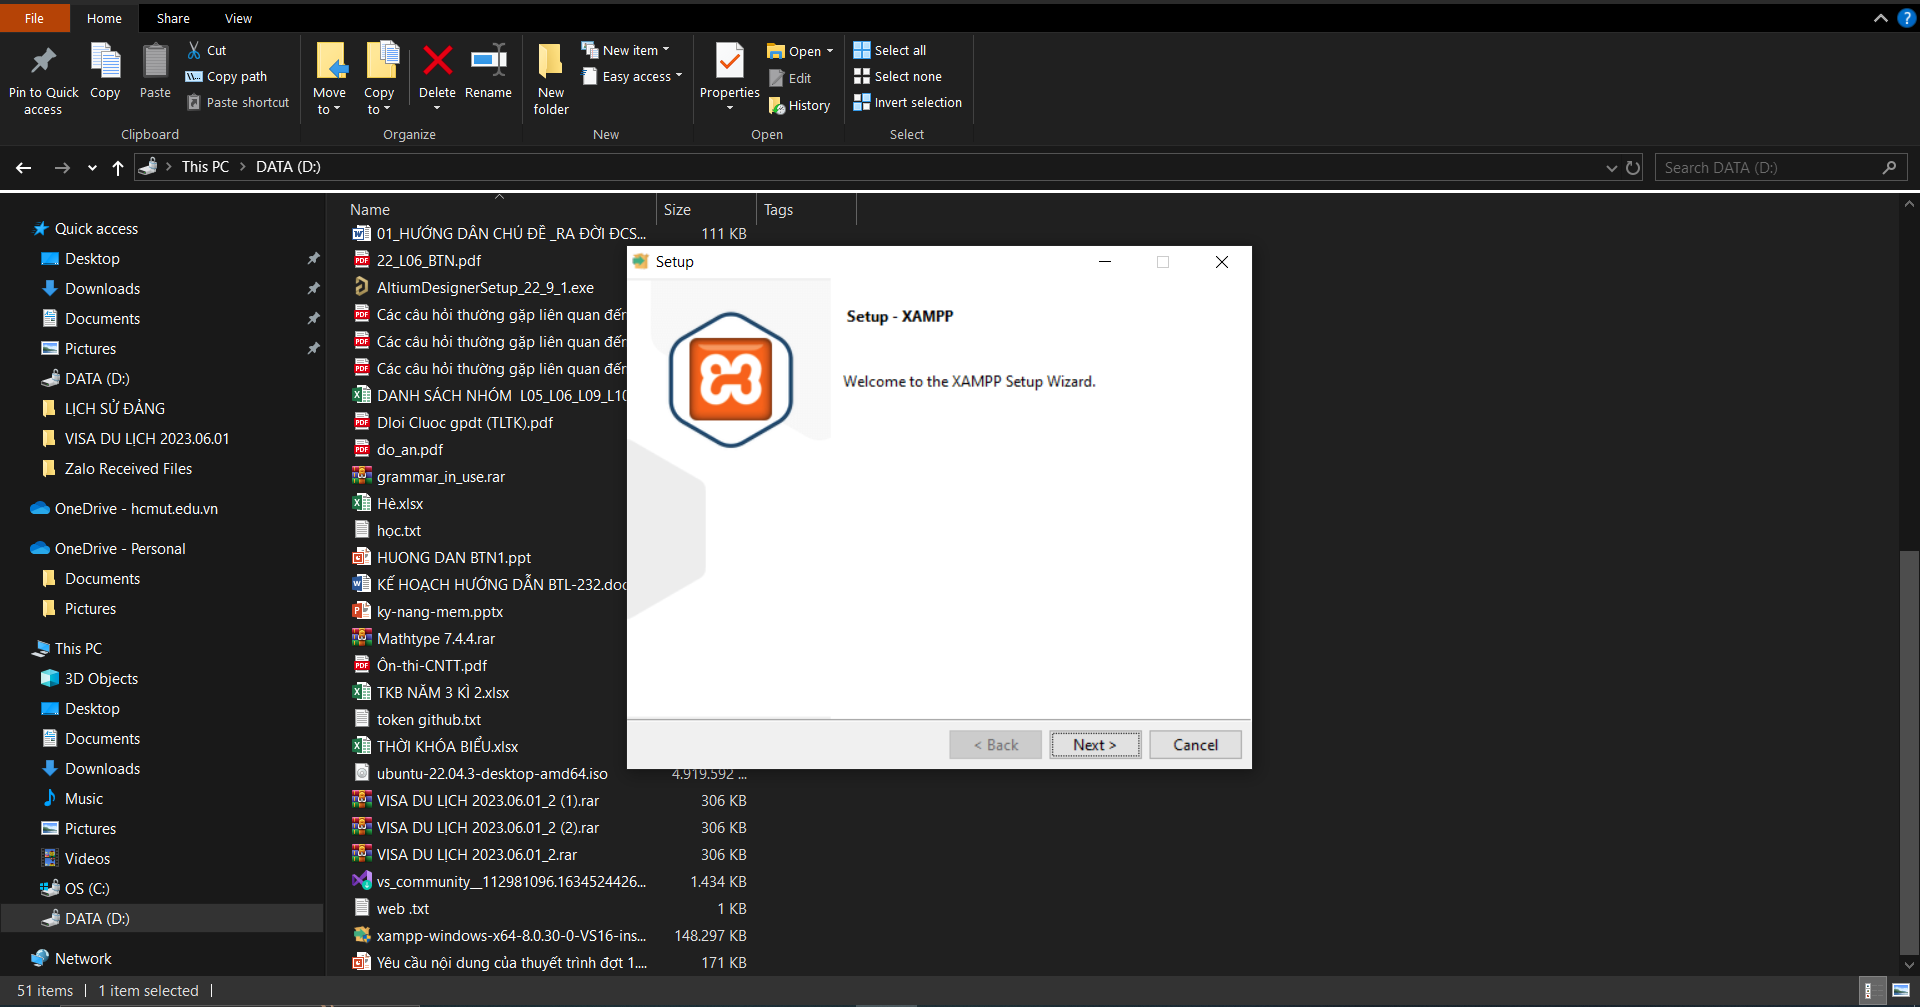 File Home Share View
Pin to Quick access
Copy
Paste
Cut
Copy path
Paste shortcut
Clipboard
Move to
Copy to
Delete
Rename
Organize
New folder
New item
Easy access
New
Properties
Open
Edit
History
Open
Select all
Select none
Invert selection
Select
This PC > DATA (D:)
Search DATA (D:)
Quick access
Desktop
Downloads
Documents
Pictures
DATA (D:)
LỊCH SỬ ĐẢNG
VISA DU LỊCH 2023.06.01
Zalo Received Files
OneDrive - hcmut.edu.vn
OneDrive - Personal
Documents
Pictures
This PC
3D Objects
Desktop
Documents
Downloads
Music
Pictures
Videos
OS (C:)
DATA (D:)
Network
Name Size Tags
01_HƯỚNG DẪN CHỦ ĐỀ _RA ĐỜI ĐCS... 111 KB
22_L06_BTN.pdf
AltiumDesignerSetup_22_9_1.exe
Các câu hỏi thường gặp liên quan đến
Các câu hỏi thường gặp liên quan đến
Các câu hỏi thường gặp liên quan đến
DANH SÁCH NHÓM L05_L06_L09_L10
DIoi Cluoc gpdt (TLTK).pdf
do_an.pdf
grammar_in_use.rar
Hè.xlsx
học.txt
HUONG DAN BTN1.ppt
KẾ HOẠCH HƯỚNG DẪN BTL-232.doc
ky-nang-mem.pptx
Mathtype 7.4.4.rar
Ôn-thi-CNTT.pdf
TKB NĂM 3 KÌ 2.xlsx
token github.txt
THỜI KHÓA BIỂU.xlsx
ubuntu-22.04.3-desktop-amd64.iso 4.919.592 ...
VISA DU LỊCH 2023.06.01_2 (1).rar 306 KB
VISA DU LỊCH 2023.06.01_2 (2).rar 306 KB
VISA DU LỊCH 2023.06.01_2.rar 306 KB
vs_community__112981096.1634524426... 1.434 KB
web .txt 1 KB
xampp-windows-x64-8.0.30-0-VS16-ins... 148.297 KB
Yêu cầu nội dung của thuyết trình đợt 1.... 171 KB
Setup
Setup - XAMPP
Welcome to the XAMPP Setup Wizard.
< Back Next > Cancel
51 items 1 item selected